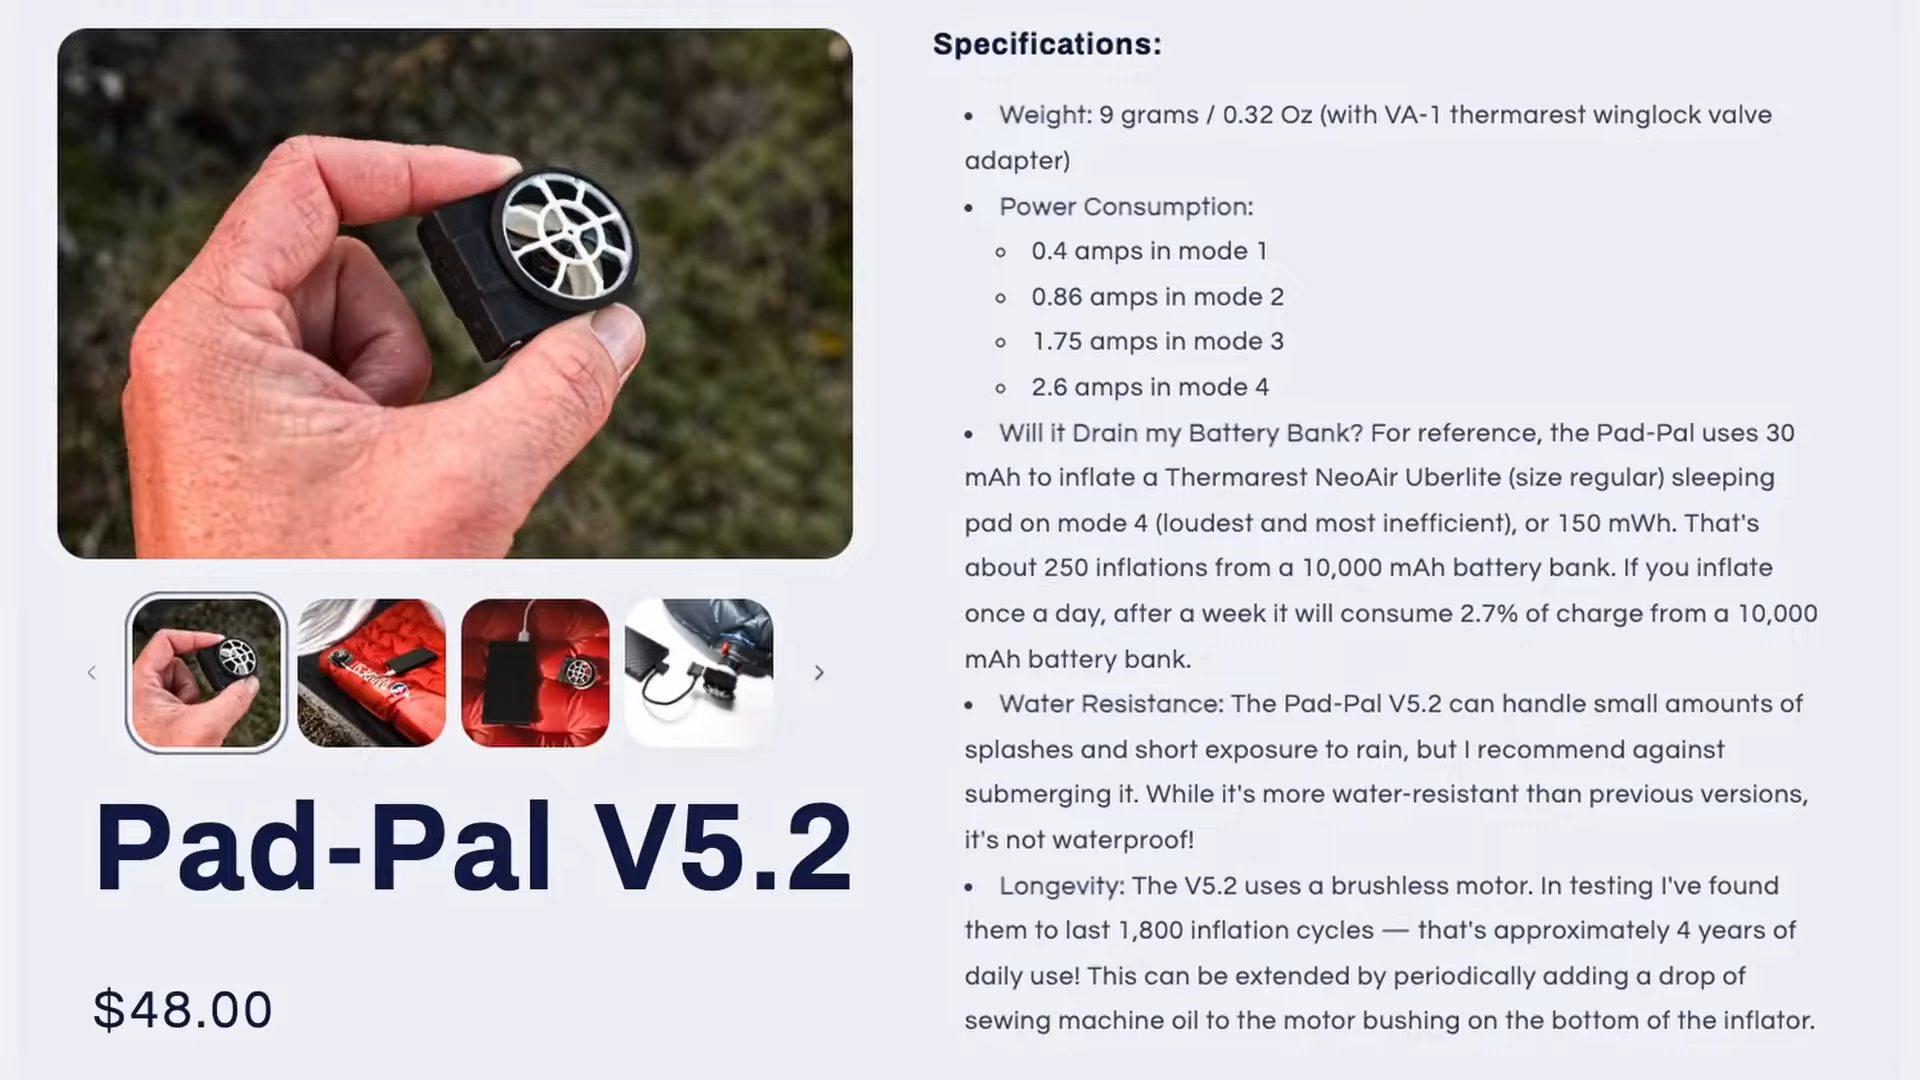 Pad-Pal V5.2
$48.00
Specifications:
• Weight: 9 grams / 0.32 Oz (with VA-1 thermarest winglock valve
adapter)
• Power Consumption:
◦ 0.4 amps in mode 1
◦ 0.86 amps in mode 2
◦ 1.75 amps in mode 3
◦ 2.6 amps in mode 4
• Will it Drain my Battery Bank? For reference, the Pad-Pal uses 30
mAh to inflate a Thermarest NeoAir Uberlite (size regular) sleeping
pad on mode 4 (loudest and most inefficient), or 150 mWh. That's
about 250 inflations from a 10,000 mAh battery bank. If you inflate
once a day, after a week it will consume 2.7% of charge from a 10,000
mAh battery bank.
• Water Resistance: The Pad-Pal V5.2 can handle small amounts of
splashes and short exposure to rain, but I recommend against
submerging it. While it's more water-resistant than previous versions,
it's not waterproof!
• Longevity: The V5.2 uses a brushless motor. In testing I've found
them to last 1,800 inflation cycles — that's approximately 4 years of
daily use! This can be extended by periodically adding a drop of
sewing machine oil to the motor bushing on the bottom of the inflator.